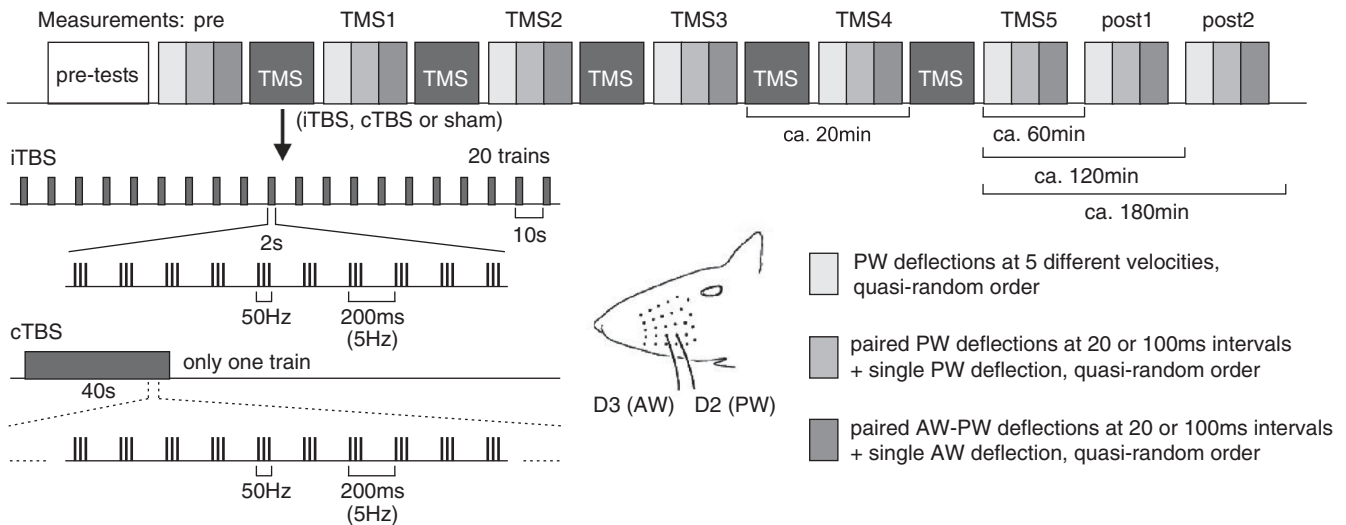 Measurements: pre TMS1 TMS2 TMS3 TMS4 TMS5 post1 post2
pre-tests TMS TMS TMS TMS TMS
(iTBS, cTBS or sham)
ca. 20min
ca. 60min
ca. 120min
ca. 180min
iTBS
20 trains
10s
2s
50Hz
200ms
(5Hz)
cTBS
only one train
40s
50Hz
200ms
(5Hz)
D3 (AW) D2 (PW)
PW deflections at 5 different velocities,
quasi-random order
paired PW deflections at 20 or 100ms intervals
+ single PW deflection, quasi-random order
paired AW-PW deflections at 20 or 100ms intervals
+ single AW deflection, quasi-random order